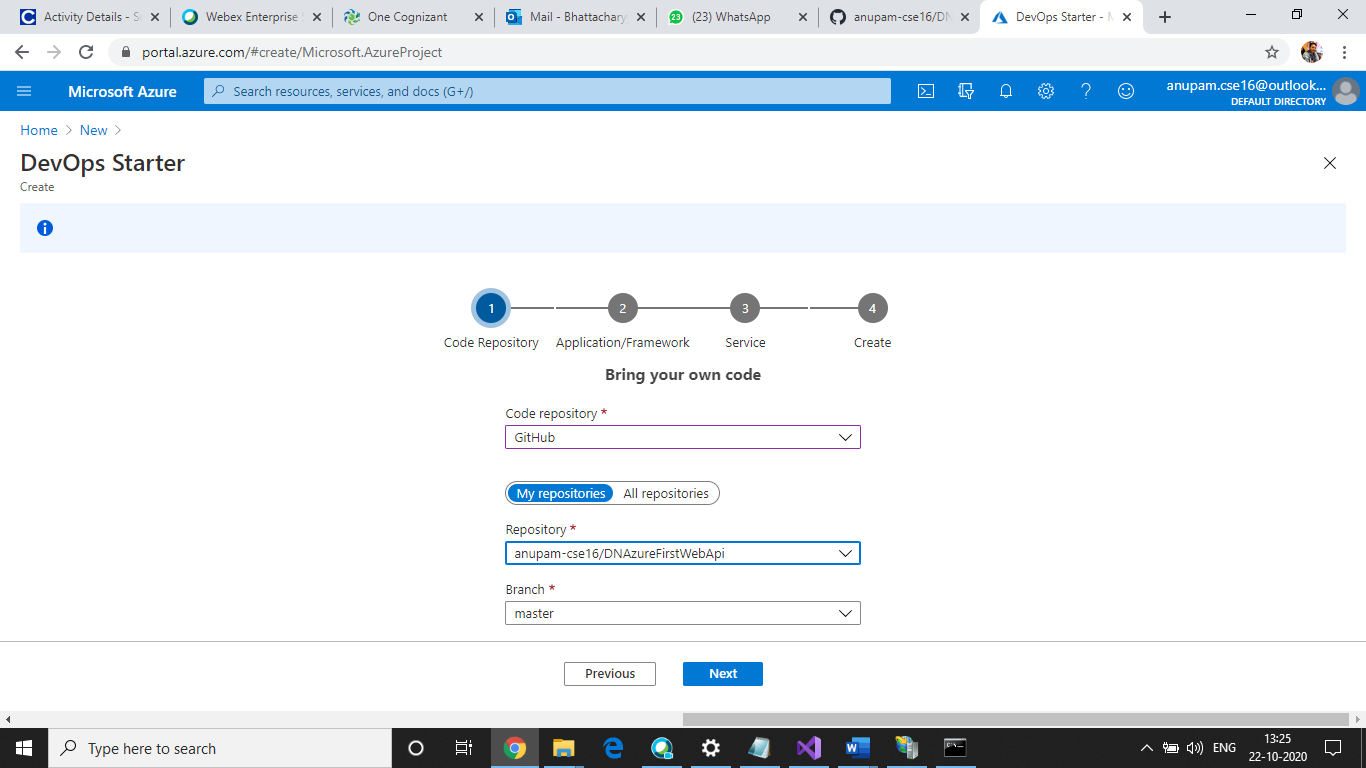 Activity Details - S
Webex Enterprise
One Cognizant
Mail - Bhattachary
(23) WhatsApp
anupam-cse16/DN
DevOps Starter - M
portal.azure.com/#create/Microsoft.AzureProject
Microsoft Azure
Search resources, services, and docs (G+/)
anupam.cse16@outlook...
DEFAULT DIRECTORY
Home > New >
DevOps Starter
Create
1
2
3
4
Code Repository
Application/Framework
Service
Create
Bring your own code
Code repository *
GitHub
My repositories
All repositories
Repository *
anupam-cse16/DNAzureFirstWebApi
Branch *
master
Previous
Next
Type here to search
ENG
13:25
22-10-2020